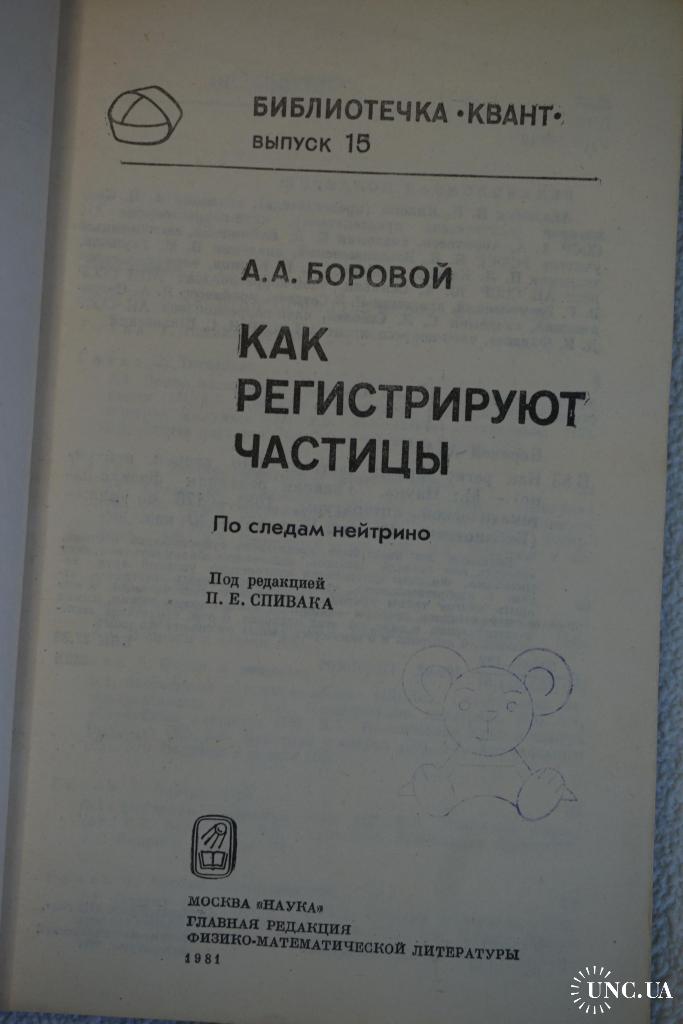 БИБЛИОТЕЧКА •КВАНТ•
ВЫПУСК 15
А.А. БОРОВОЙ
КАК
РЕГИСТРИРУЮТ
ЧАСТИЦЫ
По следам нейтрино
Под редакцией
П. Е. СПИВАКА
МОСКВА «НАУКА»
ГЛАВНАЯ РЕДАКЦИЯ
ФИЗИКО-МАТЕМАТИЧЕСКОЙ ЛИТЕРАТУРЫ
1981
UNC.UA